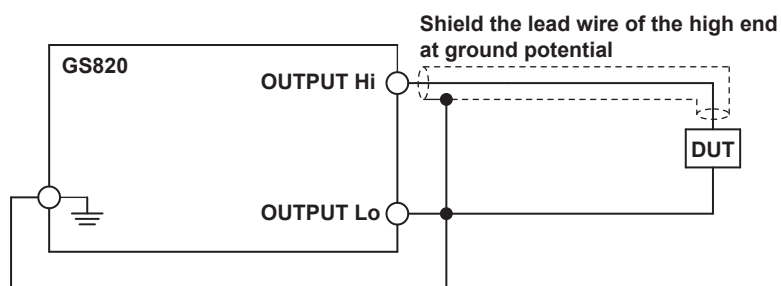 Shield the lead wire of the high end
at ground potential
GS820
OUTPUT Hi
DUT
OUTPUT Lo